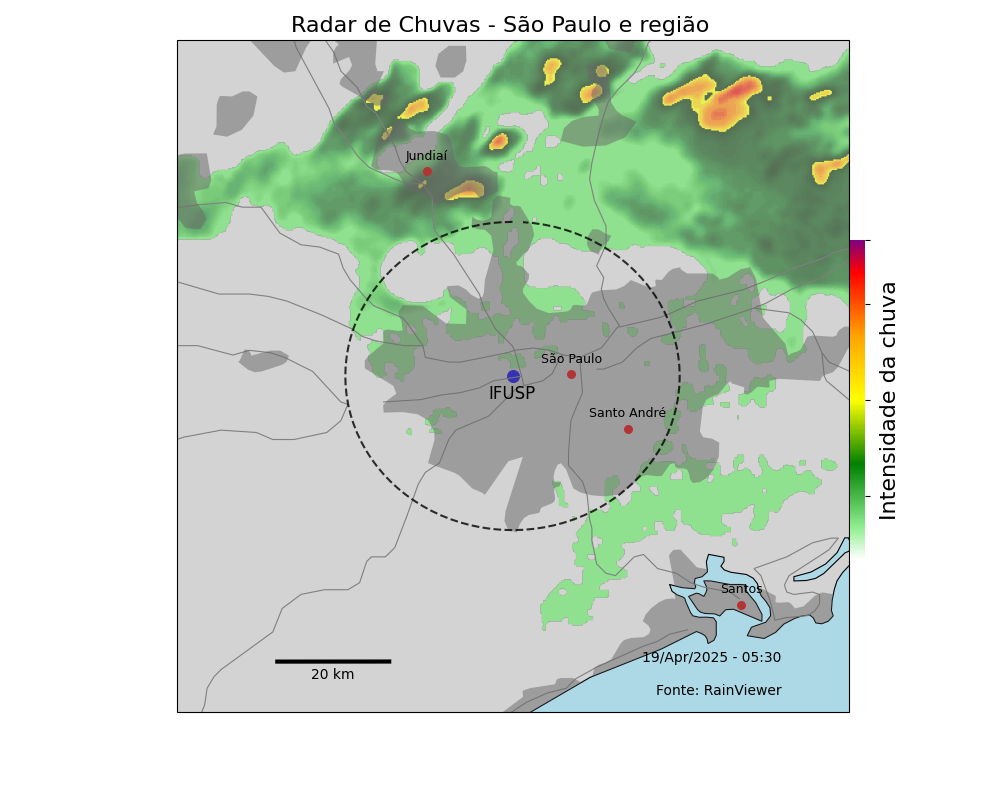 Radar de Chuvas - São Paulo e região
Jundiaí
São Paulo
IFUSP
Santo André
Intensidade da chuva
Santos
19/Apr/2025 - 05:30
20 km
Fonte: RainViewer